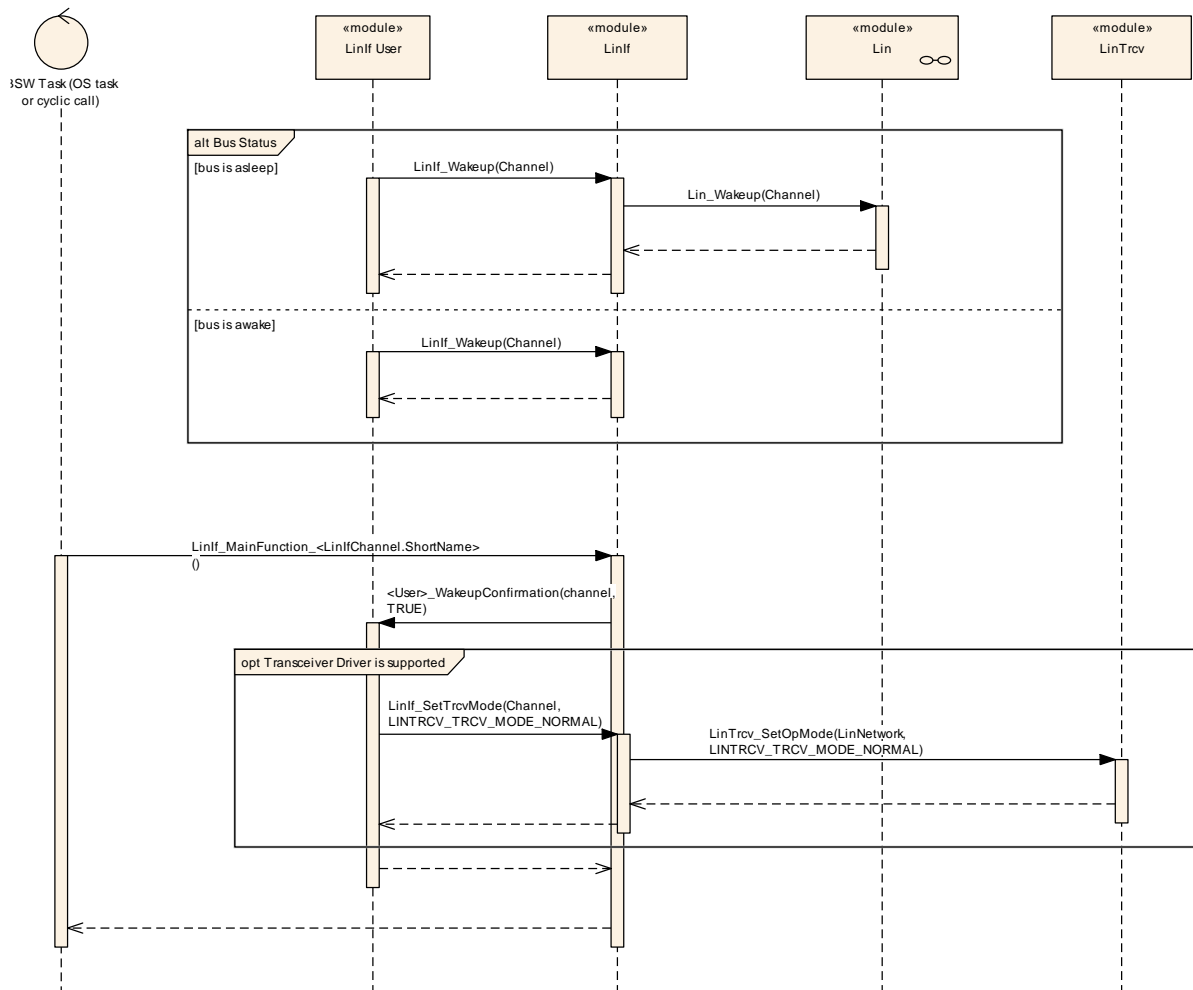 «module»
LinIf User
«module»
LinIf
«module»
Lin
«module»
LinTrcv
BSW Task (OS task
or cyclic call)
alt Bus Status
[bus is asleep]
LinIf_Wakeup(Channel)
Lin_Wakeup(Channel)
[bus is awake]
LinIf_Wakeup(Channel)
LinIf_MainFunction_<LinIfChannel.ShortName>
()
<User>_WakeupConfirmation(channel,
TRUE)
opt Transceiver Driver is supported
LinIf_SetTrcvMode(Channel,
LINTRCV_TRCV_MODE_NORMAL)
LinTrcv_SetOpMode(LinNetwork,
LINTRCV_TRCV_MODE_NORMAL)